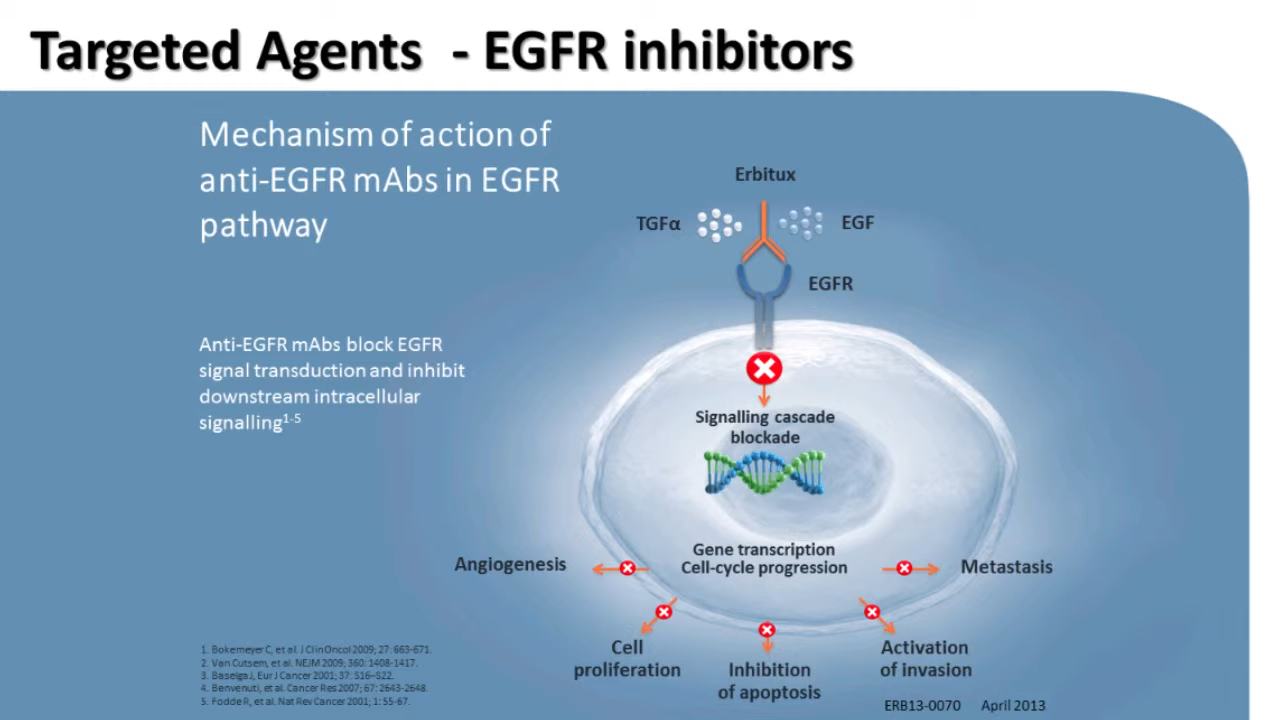 Targeted Agents - EGFR inhibitors
Mechanism of action of
anti-EGFR mAbs in EGFR
pathway
Erbitux
TGFα
EGF
EGFR
Anti-EGFR mAbs block EGFR
signal transduction and inhibit
downstream intracellular
signalling1-5
Signalling cascade
blockade
Gene transcription
Cell-cycle progression
Angiogenesis
Metastasis
Cell
proliferation
Inhibition
of apoptosis
Activation
of invasion
1. Bokemeyer C, et al. J Clin Oncol 2009; 27: 663-671.
2. Van Cutsem, et al. NEJM 2009; 360: 1408-1417.
3. Baselga J, Eur J Cancer 2001; 37: S16–S22.
4. Benvenuti, et al. Cancer Res 2007; 67: 2643-2648.
5. Fodde R, et al. Nat Rev Cancer 2001; 1: 55-67.
ERB13-0070 April 2013